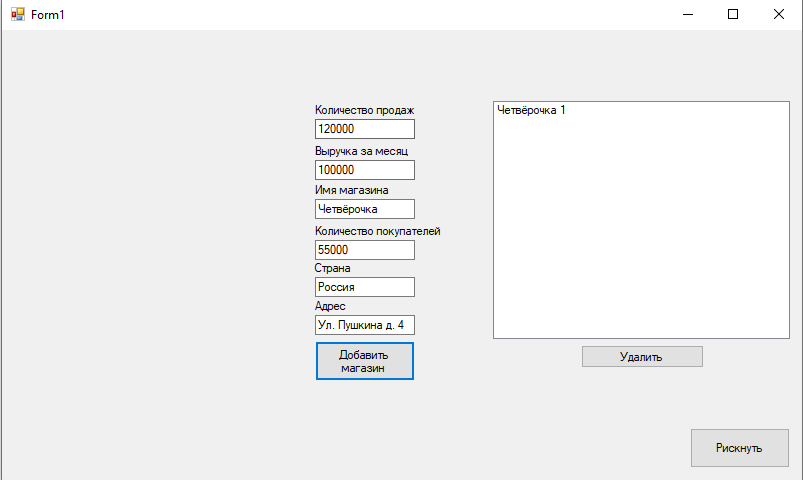 Form1
Количество продаж
120000
Выручка за месяц
100000
Имя магазина
Четвёрочка
Количество покупателей
55000
Страна
Россия
Адрес
Ул. Пушкина д. 4
Добавить
магазин
Четвёрочка 1
Удалить
Рискнуть